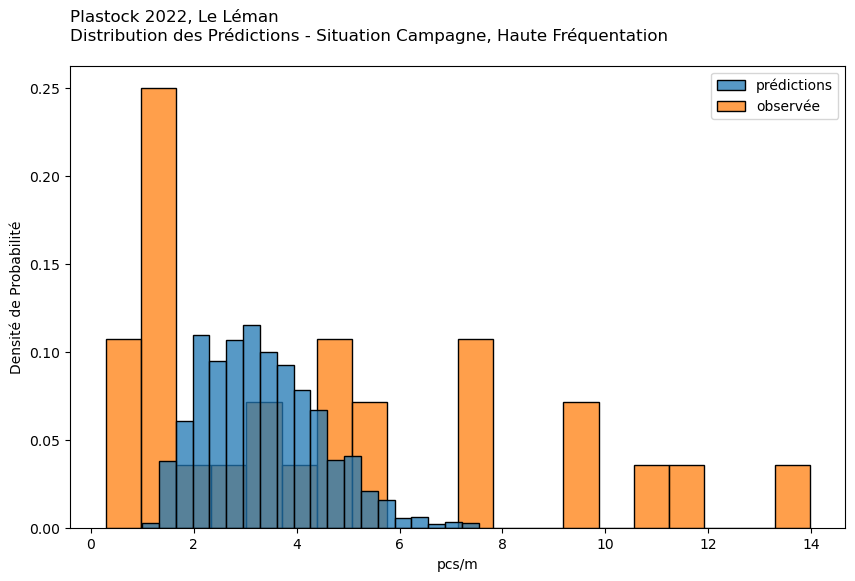 Plastock 2022, Le Léman
Distribution des Prédictions - Situation Campagne, Haute Fréquentation
prédictions
observée
Densité de Probabilité
0.25
0.20
0.15
0.10
0.05
0.00
0 2 4 6 8 10 12 14
pcs/m